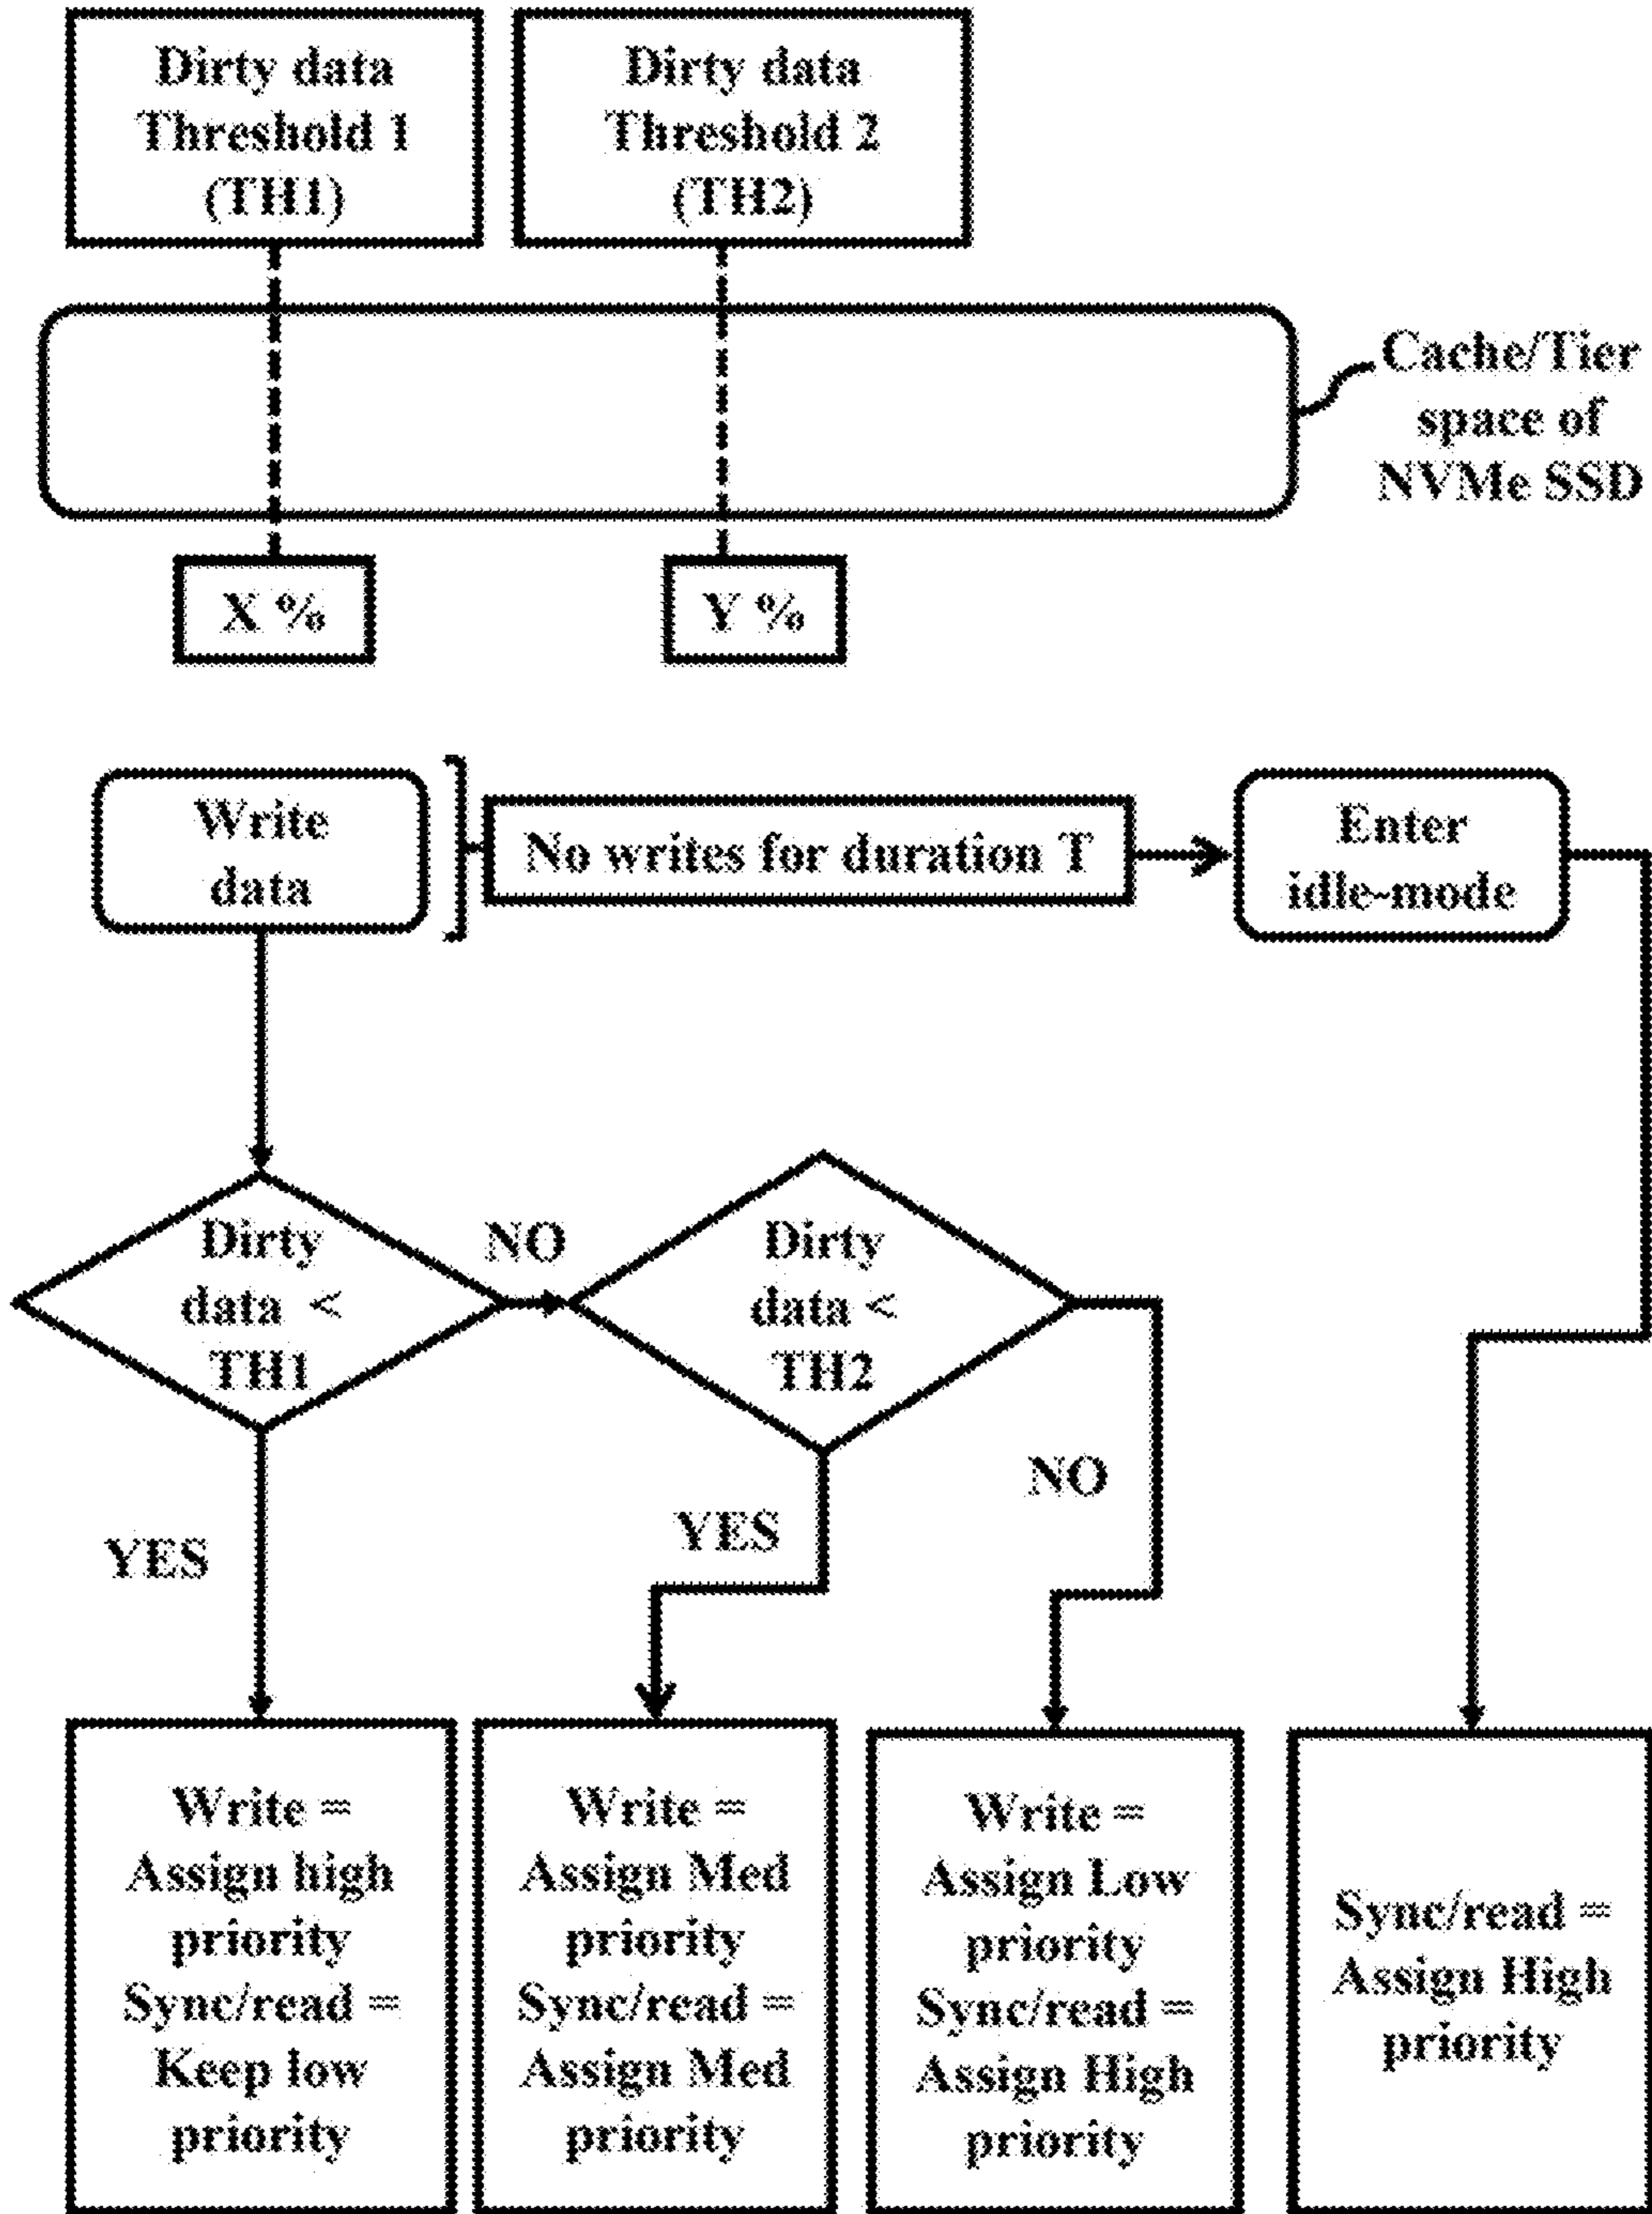 Dirty data
Threshold 1
(TH1)
Dirty data
Threshold 2
(TH2)
Cache/Tier
space of
NVMe SSD
X %
Y %
Write
data
No writes for duration T
Enter
idle-mode
Dirty
data <
TH1
NO
Dirty
data <
TH2
NO
YES
YES
Write =
Assign high
priority
Sync/read =
Keep low
priority
Write =
Assign Med
priority
Sync/read =
Assign Med
priority
Write =
Assign Low
priority
Sync/read =
Assign High
priority
Sync/read =
Assign High
priority